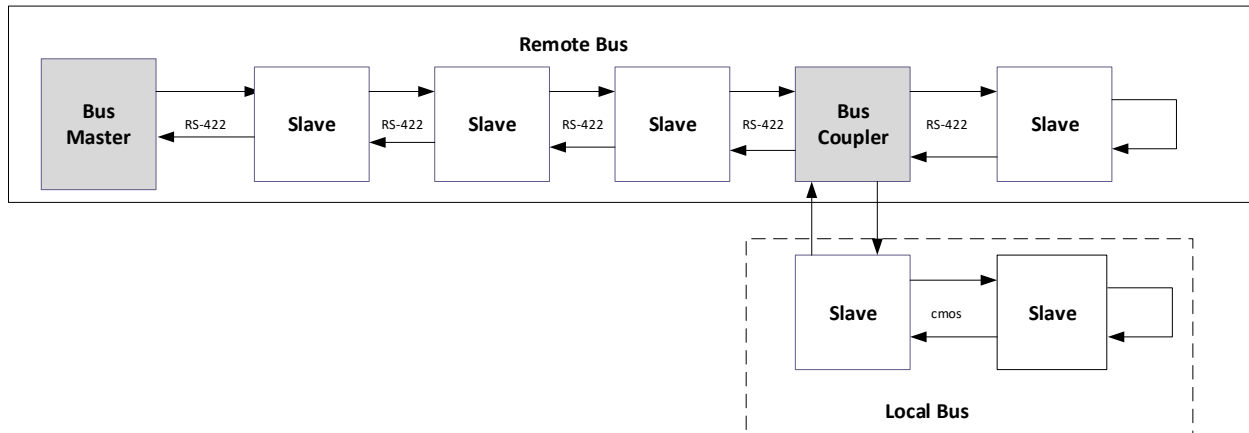 Remote Bus
Bus
Master
RS-422
Slave
RS-422
Slave
RS-422
Slave
RS-422
Bus
Coupler
RS-422
Slave
Slave
cmos
Slave
Local Bus